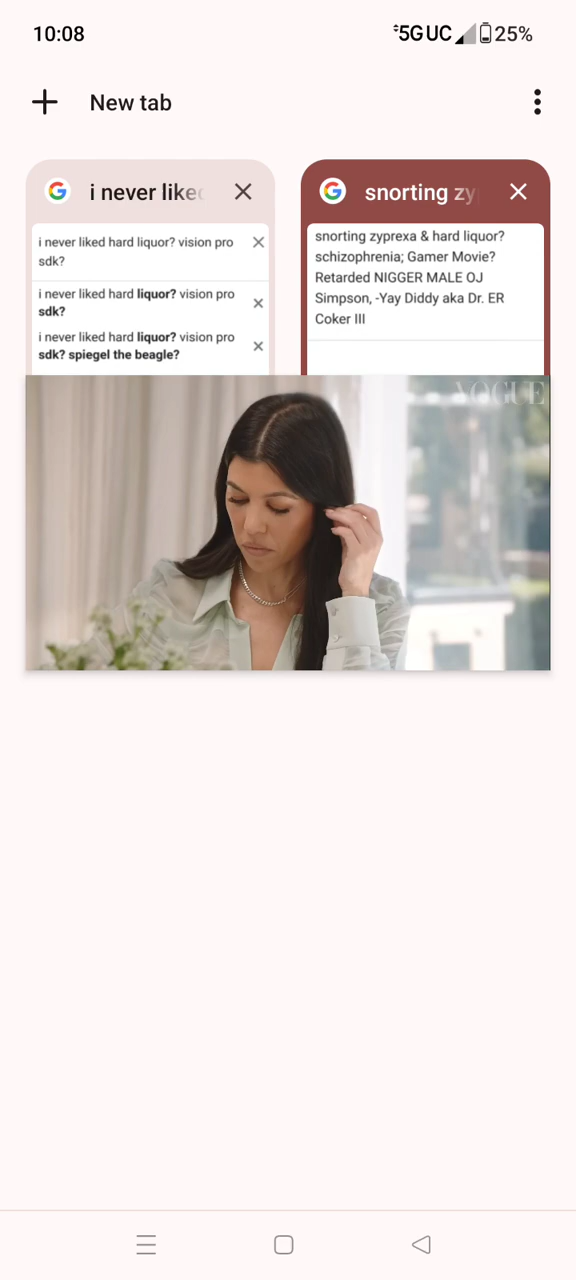 10:08
5G UC 25%
New tab
i never like
snorting zy
i never liked hard liquor? vision pro
sdk?
i never liked hard liquor? vision pro
sdk?
i never liked hard liquor? vision pro
sdk? spiegel the beagle?
snorting zyprexa & hard liquor?
schizophrenia; Gamer Movie?
Retarded NIGGER MALE OJ
Simpson, -Yay Diddy aka Dr. ER
Coker III
VOGUE